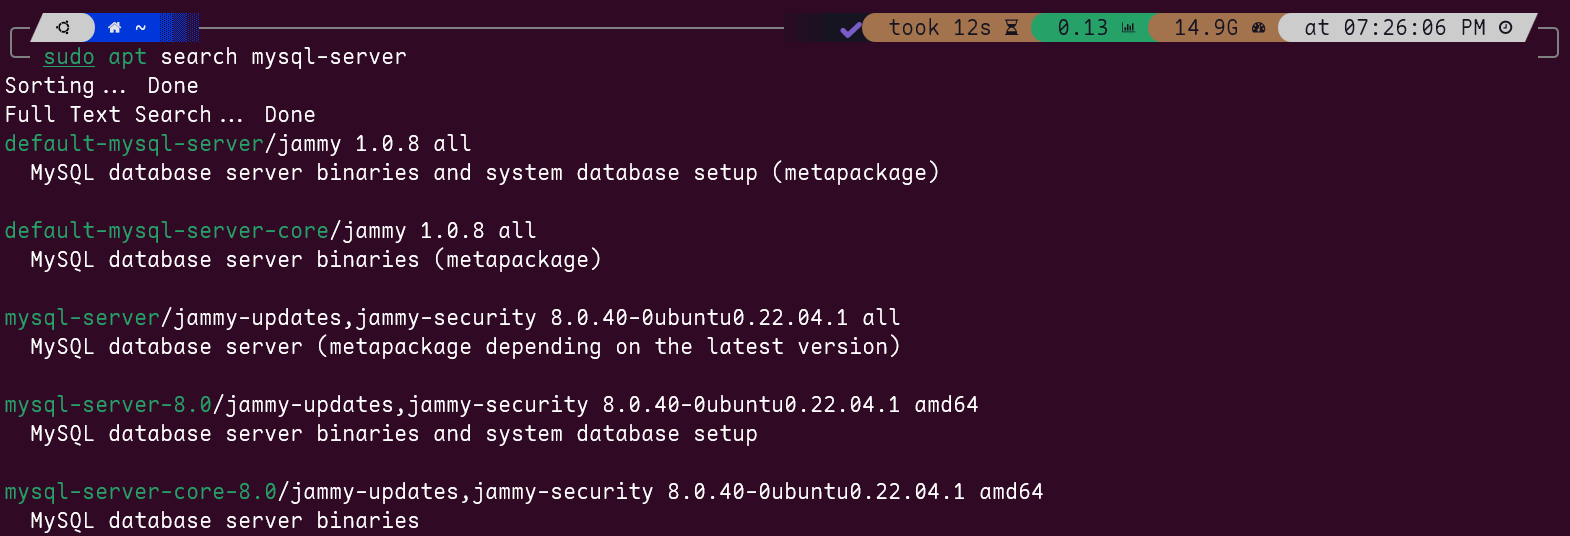 ~ took 12s 0.13 14.9G at 07:26:06 PM
sudo apt search mysql-server
Sorting... Done
Full Text Search... Done
default-mysql-server/jammy 1.0.8 all
MySQL database server binaries and system database setup (metapackage)
default-mysql-server-core/jammy 1.0.8 all
MySQL database server binaries (metapackage)
mysql-server/jammy-updates,jammy-security 8.0.40-0ubuntu0.22.04.1 all
MySQL database server (metapackage depending on the latest version)
mysql-server-8.0/jammy-updates,jammy-security 8.0.40-0ubuntu0.22.04.1 amd64
MySQL database server binaries and system database setup
mysql-server-core-8.0/jammy-updates,jammy-security 8.0.40-0ubuntu0.22.04.1 amd64
MySQL database server binaries